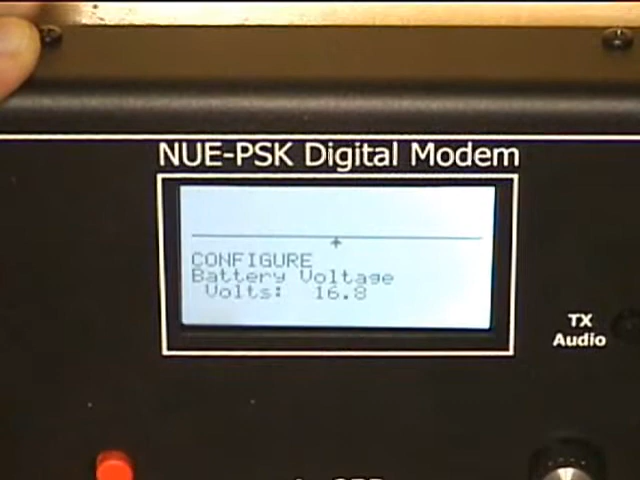 NUE-PSK Digital Modem
CONFIGURE
Battery Voltage
Volts: 16.8
TX
Audio